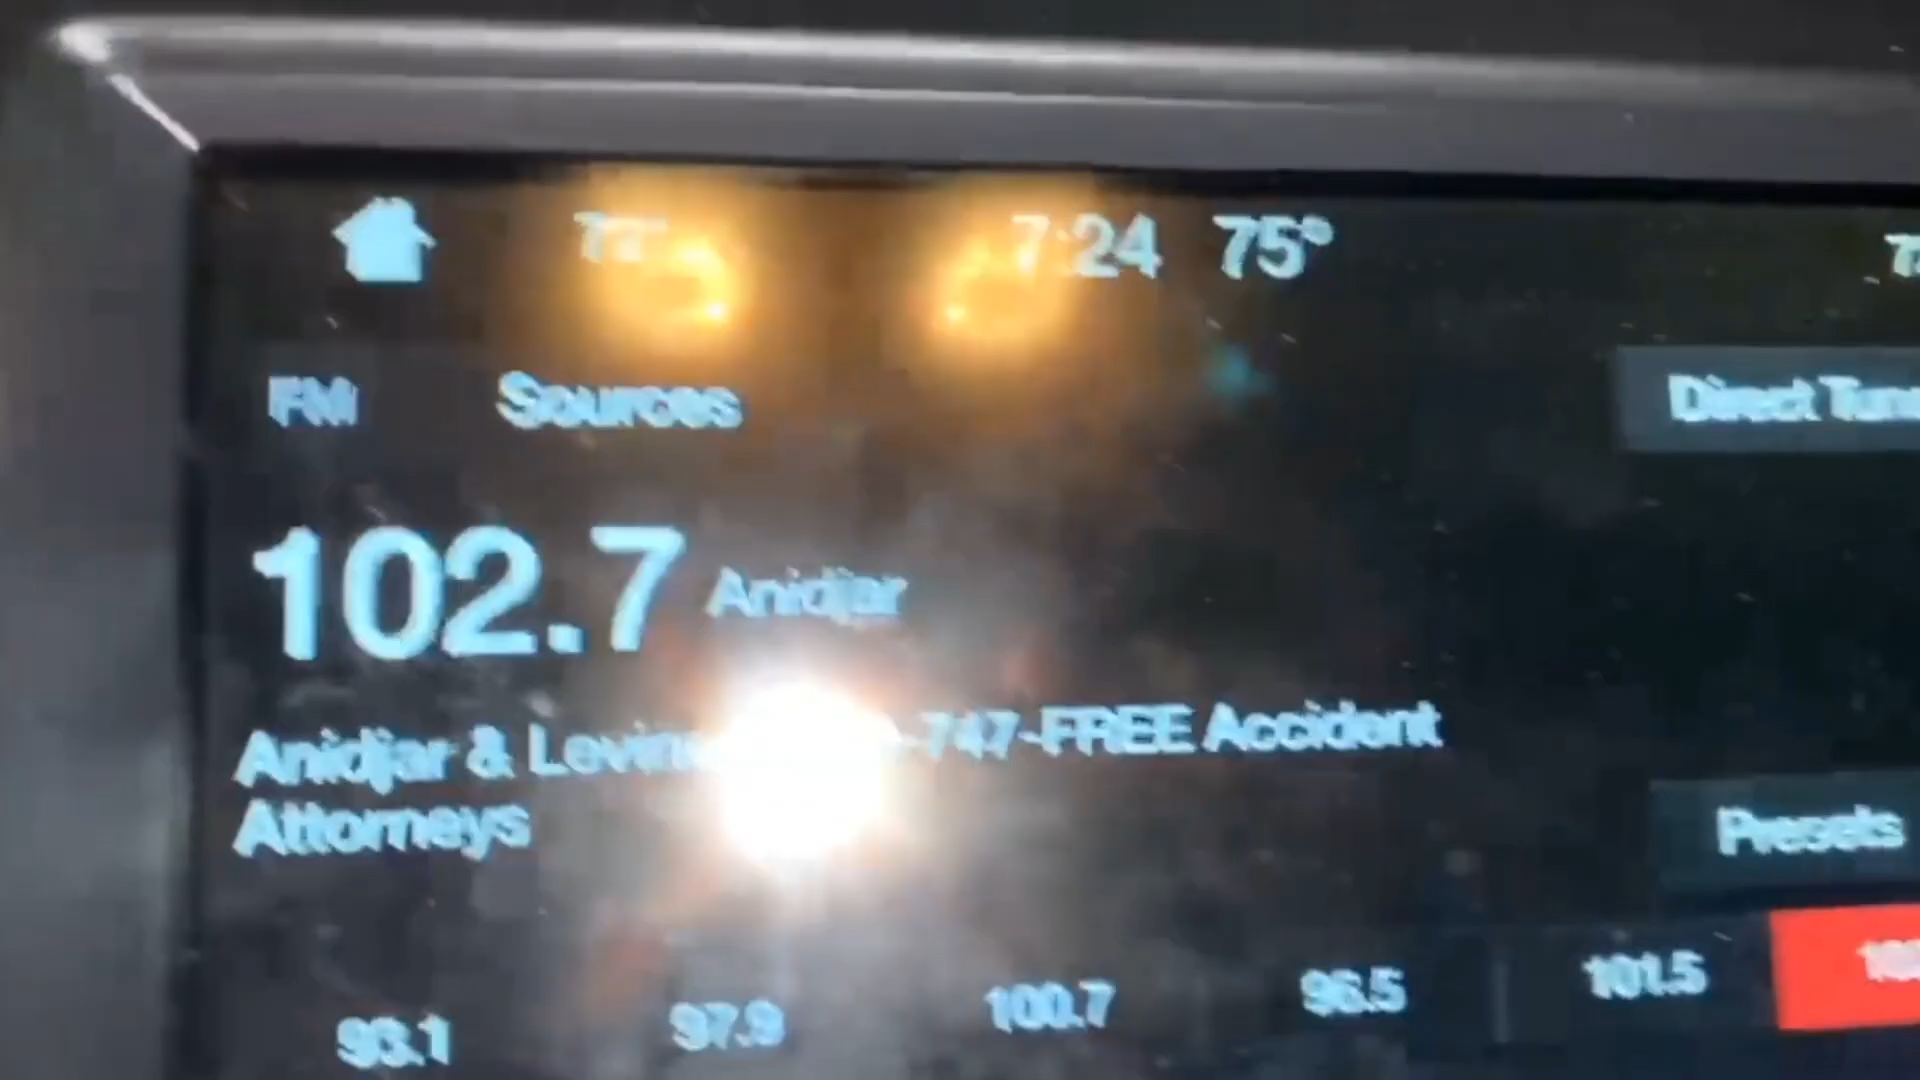 77° 7:24 75°
FM Sources Direct Tune
102.7 Anidjar
Anidjar & Levine -747-FREE Accident
Attorneys
Presets
93.1 97.9 100.7 96.5 101.5